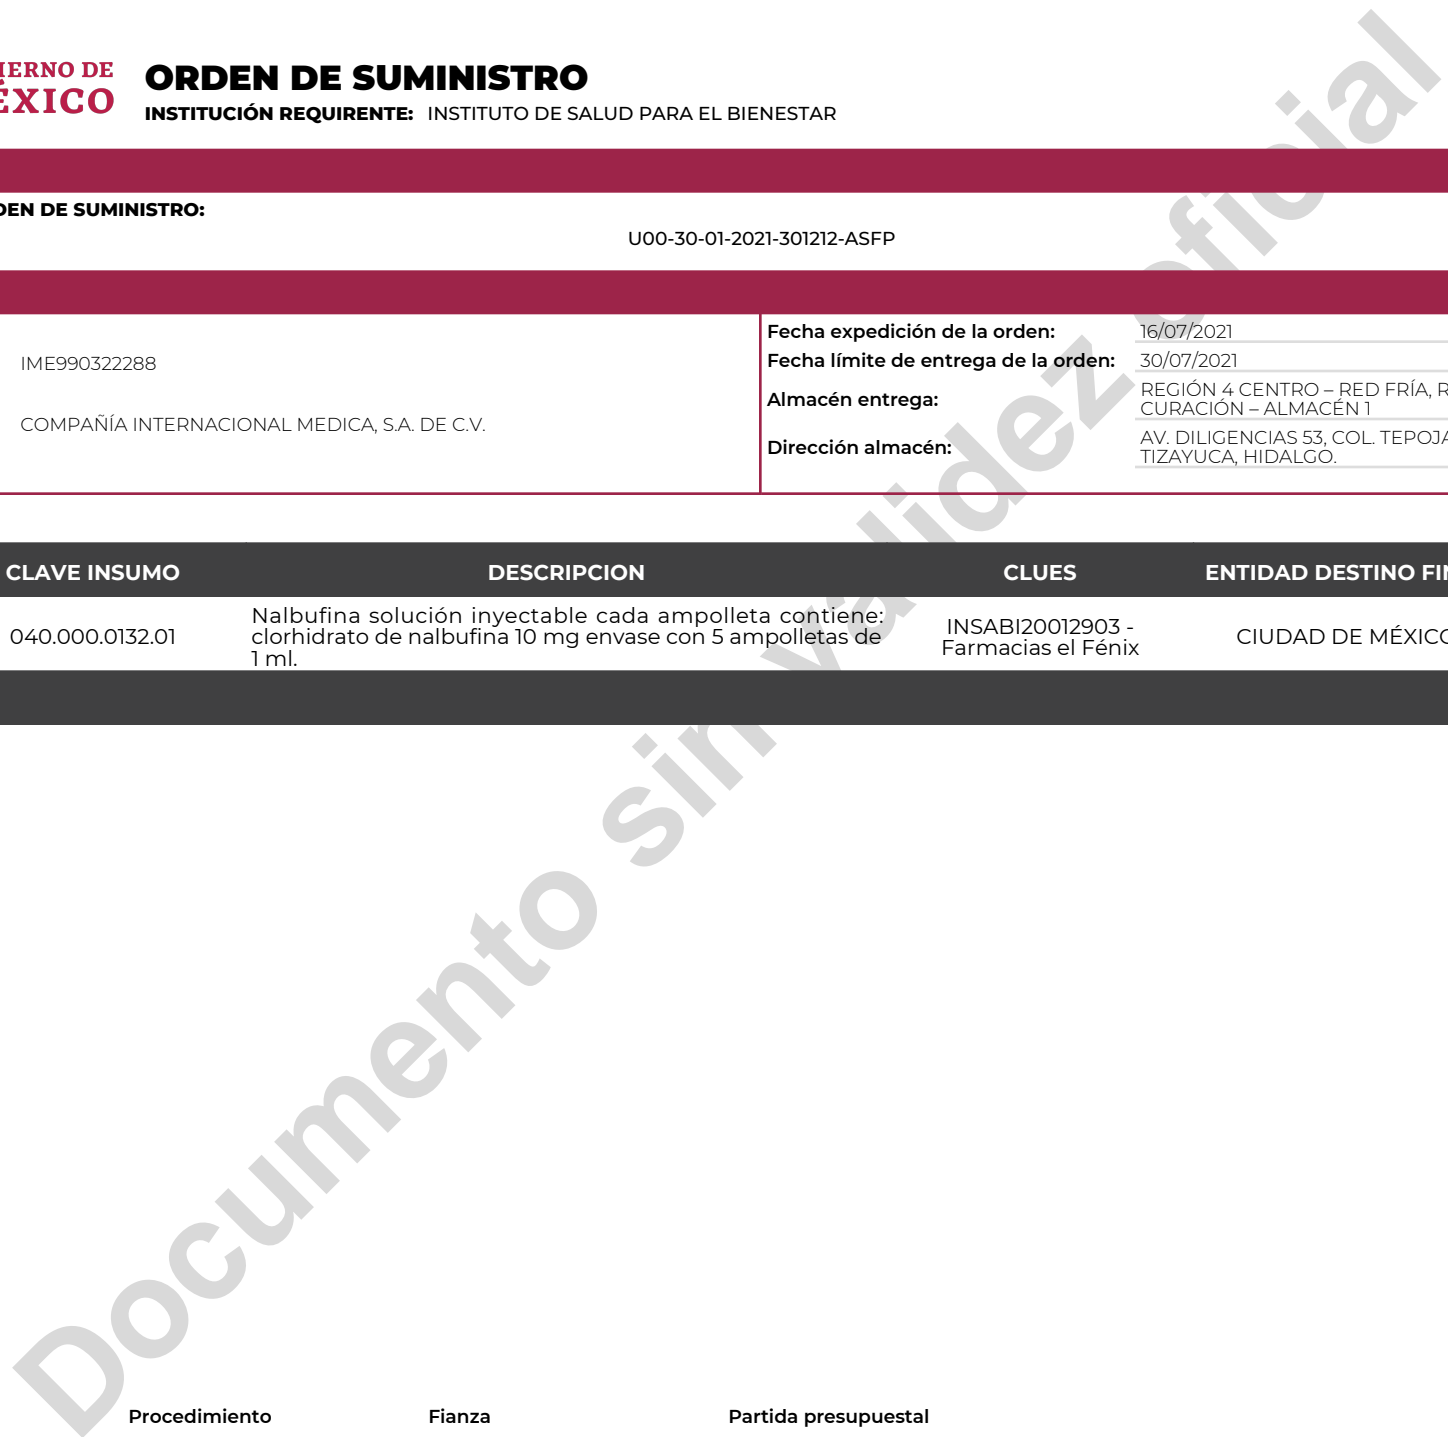 IERNO DE
ÉXICO
ORDEN DE SUMINISTRO
INSTITUCIÓN REQUIRENTE: INSTITUTO DE SALUD PARA EL BIENESTAR
DEN DE SUMINISTRO:
U00-30-01-2021-301212-ASFP
IME990322288
COMPAÑÍA INTERNACIONAL MEDICA, S.A. DE C.V.
Fecha expedición de la orden: 16/07/2021
Fecha límite de entrega de la orden: 30/07/2021
Almacén entrega: REGIÓN 4 CENTRO – RED FRÍA, R
CURACIÓN – ALMACÉN 1
Dirección almacén: AV. DILIGENCIAS 53, COL. TEPOJA
TIZAYUCA, HIDALGO.
CLAVE INSUMO DESCRIPCION CLUES ENTIDAD DESTINO FIN
040.000.0132.01
Nalbufina solución inyectable cada ampolleta contiene:
clorhidrato de nalbufina 10 mg envase con 5 ampolletas de
1 ml.
INSABI20012903 -
Farmacias el Fénix
CIUDAD DE MÉXICO
Documento sin validez oficial
Procedimiento Fianza Partida presupuestal